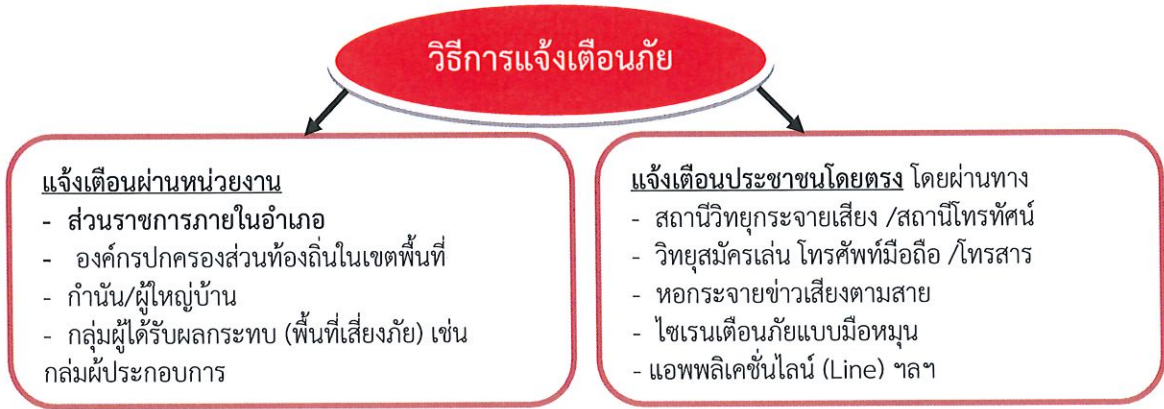 วิธีการแจ้งเตือนภัย
แจ้งเตือนผ่านหน่วยงาน
- ส่วนราชการภายในอำเภอ
- องค์กรปกครองส่วนท้องถิ่นในเขตพื้นที่
- กำนัน/ผู้ใหญ่บ้าน
- กลุ่มผู้ได้รับผลกระทบ (พื้นที่เสี่ยงภัย) เช่น
กลุ่มผู้ประกอบการ
แจ้งเตือนประชาชนโดยตรง โดยผ่านทาง
- สถานีวิทยุกระจายเสียง /สถานีโทรทัศน์
- วิทยุสมัครเล่น โทรศัพท์มือถือ /โทรสาร
- หอกระจายข่าวเสียงตามสาย
- ไซเรนเตือนภัยแบบมือหมุน
- แอพพลิเคชั่นไลน์ (Line) ฯลฯ